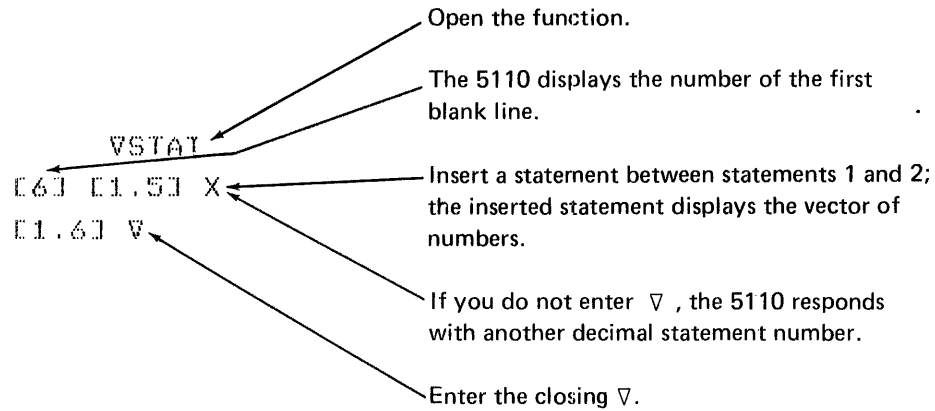 Open the function.
The 5110 displays the number of the first
blank line.
∇STAT
[6] [1.5] X
[1.6] ∇
Insert a statement between statements 1 and 2;
the inserted statement displays the vector of
numbers.
If you do not enter ∇ , the 5110 responds
with another decimal statement number.
Enter the closing ∇.